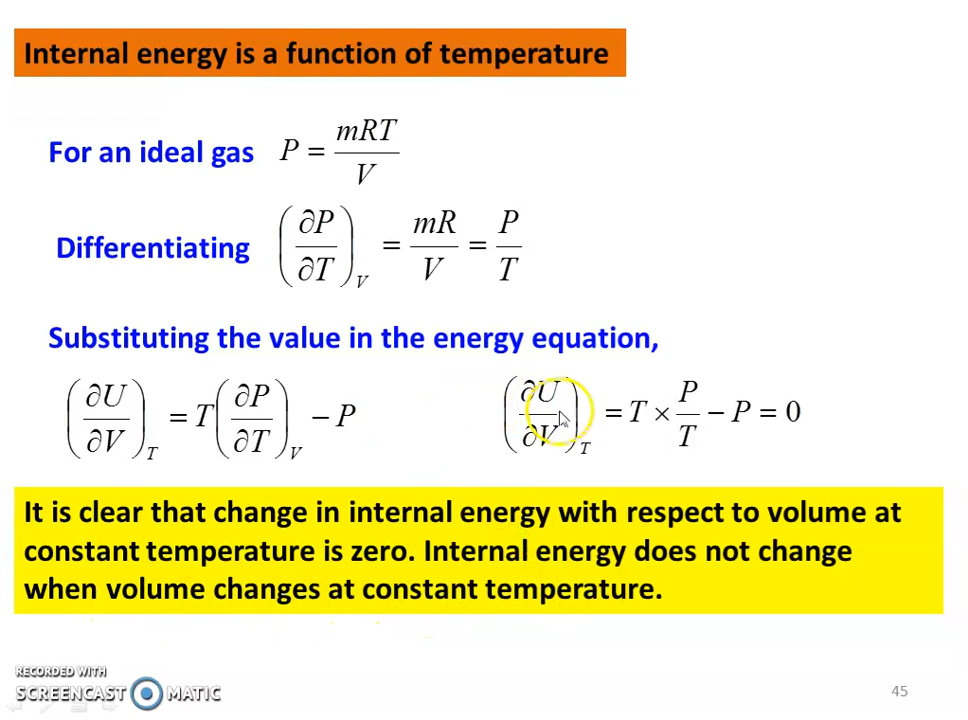 Internal energy is a function of temperature
For an ideal gas P = mRT / V
Differentiating (∂P/∂T)_V = mR/V = P/T
Substituting the value in the energy equation,
(∂U/∂V)_T = T(∂P/∂T)_V − P (∂U/∂V)_T = T × P/T − P = 0
It is clear that change in internal energy with respect to volume at
constant temperature is zero. Internal energy does not change
when volume changes at constant temperature.
RECORDED WITH
SCREENCAST MATIC
45